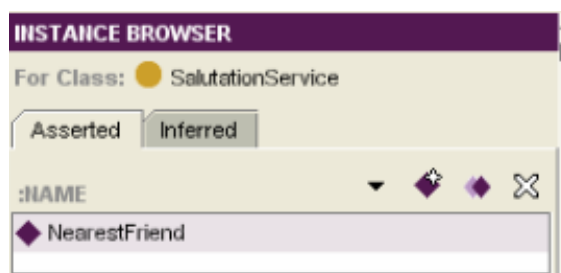 INSTANCE BROWSER
For Class: SalutationService
Asserted Inferred
:NAME
NearestFriend